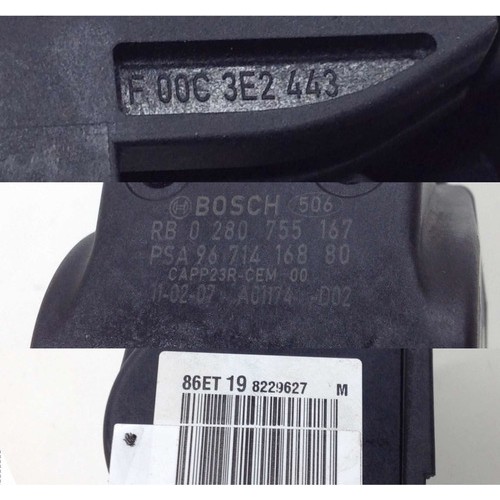 F 00C 3E2 443
BOSCH 506
RB 0 280 755 167
PSA 96 714 168 80
CAPP23R-CEM 00
11-02-07 A01174 -D02
86ET 19 8229627 M